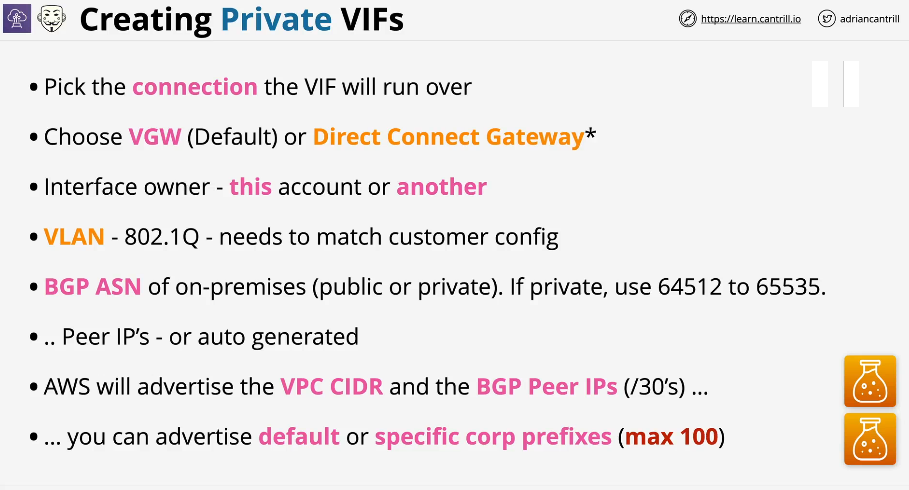 Creating Private VIFs
https://learn.cantrill.io
adriancantrill
• Pick the connection the VIF will run over
• Choose VGW (Default) or Direct Connect Gateway*
• Interface owner - this account or another
• VLAN - 802.1Q - needs to match customer config
• BGP ASN of on-premises (public or private). If private, use 64512 to 65535.
• .. Peer IP’s - or auto generated
• AWS will advertise the VPC CIDR and the BGP Peer IPs (/30’s) ...
• ... you can advertise default or specific corp prefixes (max 100)